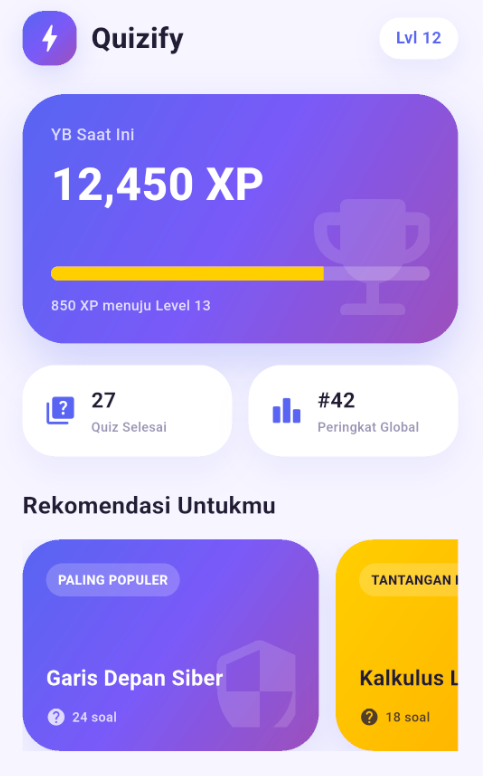 Quizify
Lvl 12
YB Saat Ini
12,450 XP
850 XP menuju Level 13
27
Quiz Selesai
#42
Peringkat Global
Rekomendasi Untukmu
PALING POPULER
Garis Depan Siber
24 soal
TANTANGAN
Kalkulus
18 soal